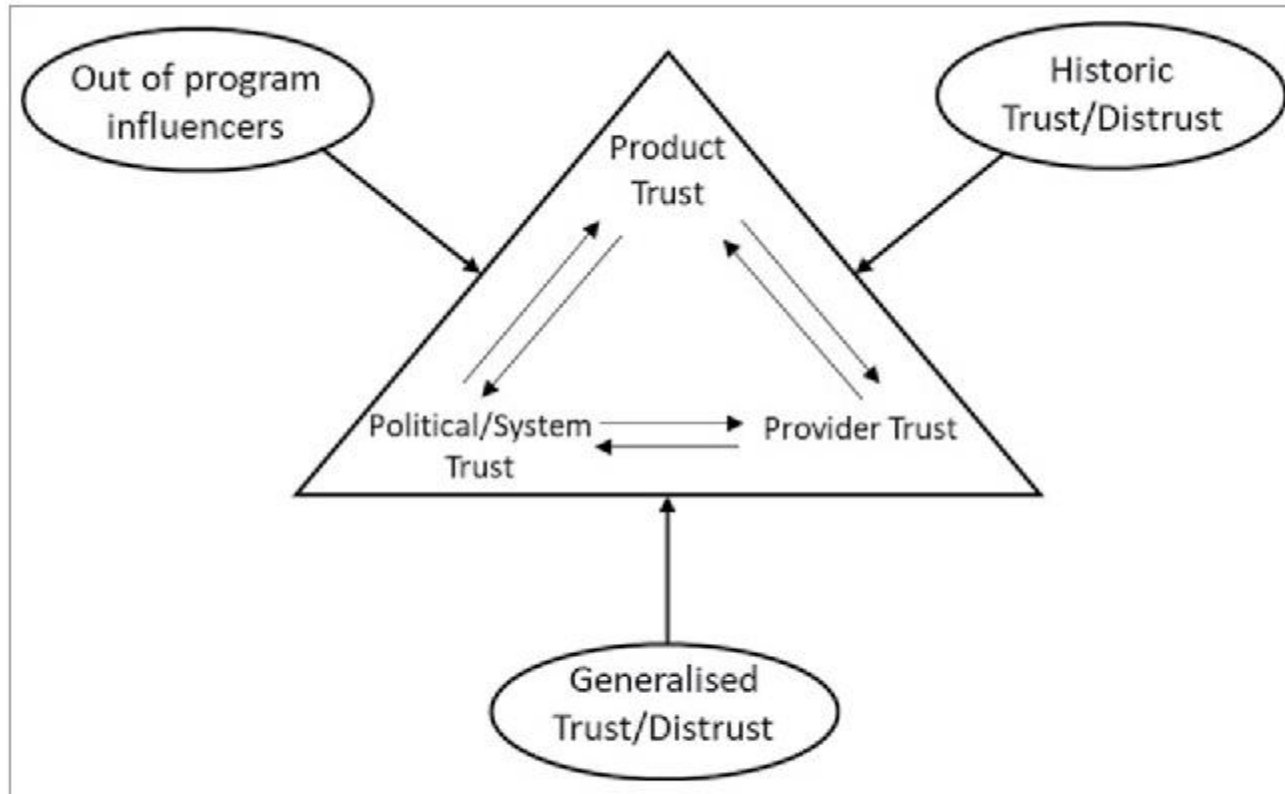 Out of program
influencers
Historic
Trust/Distrust
Product
Trust
Political/System
Trust
Provider Trust
Generalised
Trust/Distrust